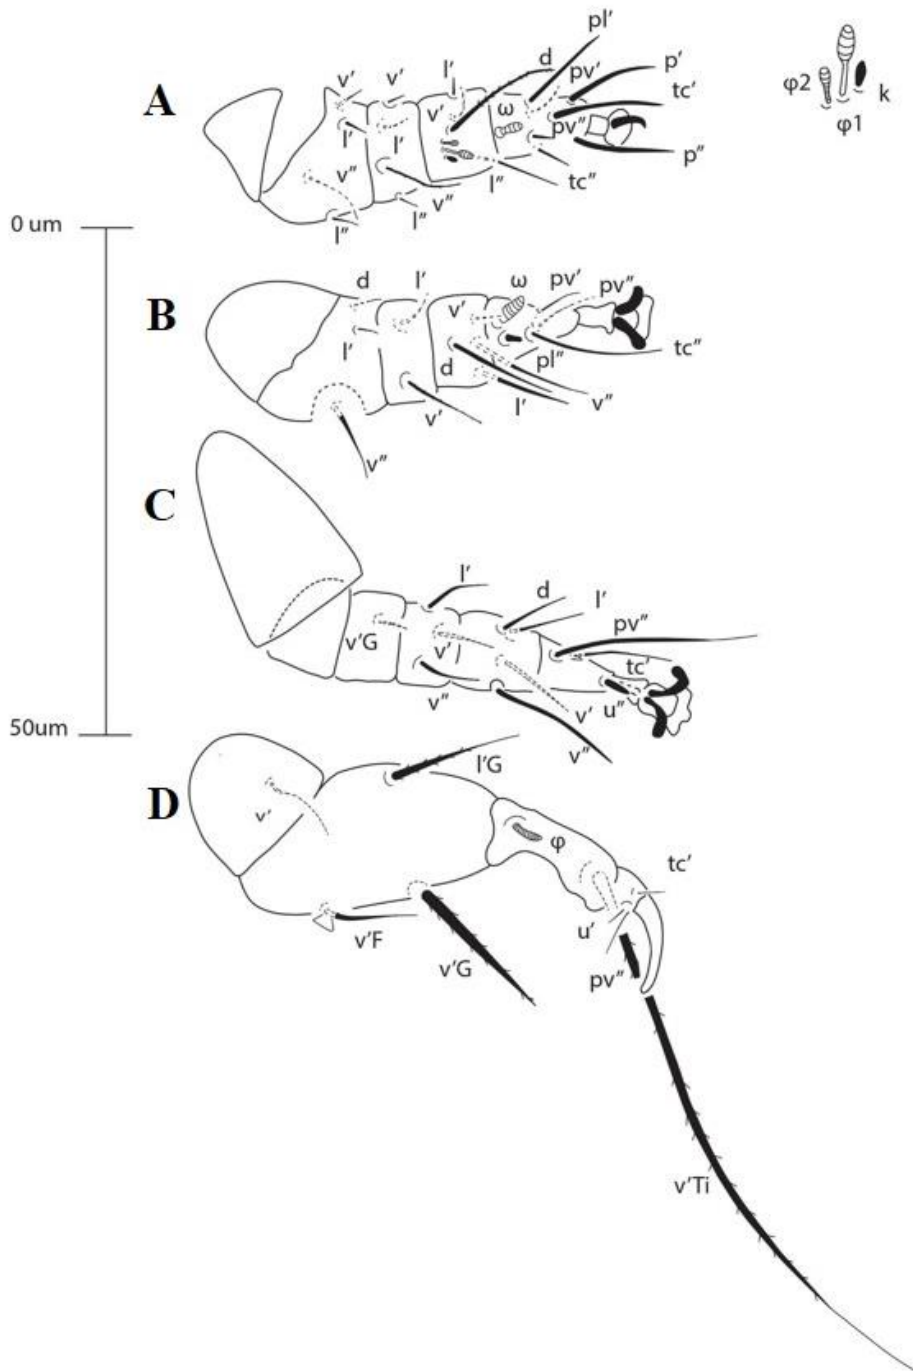 pl′
d
pv′
p′
A
v′
v′
l′
tc′
φ2
k
φ1
ω
v′
pv″
l′
l′
v″
l″
tc″
p″
v″
l″
l″
0 um
B
d
l′
ω
pv′
pv″
v′
l′
pl″
tc″
d
v′
l′
v″
v″
C
l′
d
l′
pv″
v′G
v′
tc′
v″
u″
v′
v″
50um
D
l′G
v′
φ
tc′
v′F
u′
v′G
pv″
v′Ti